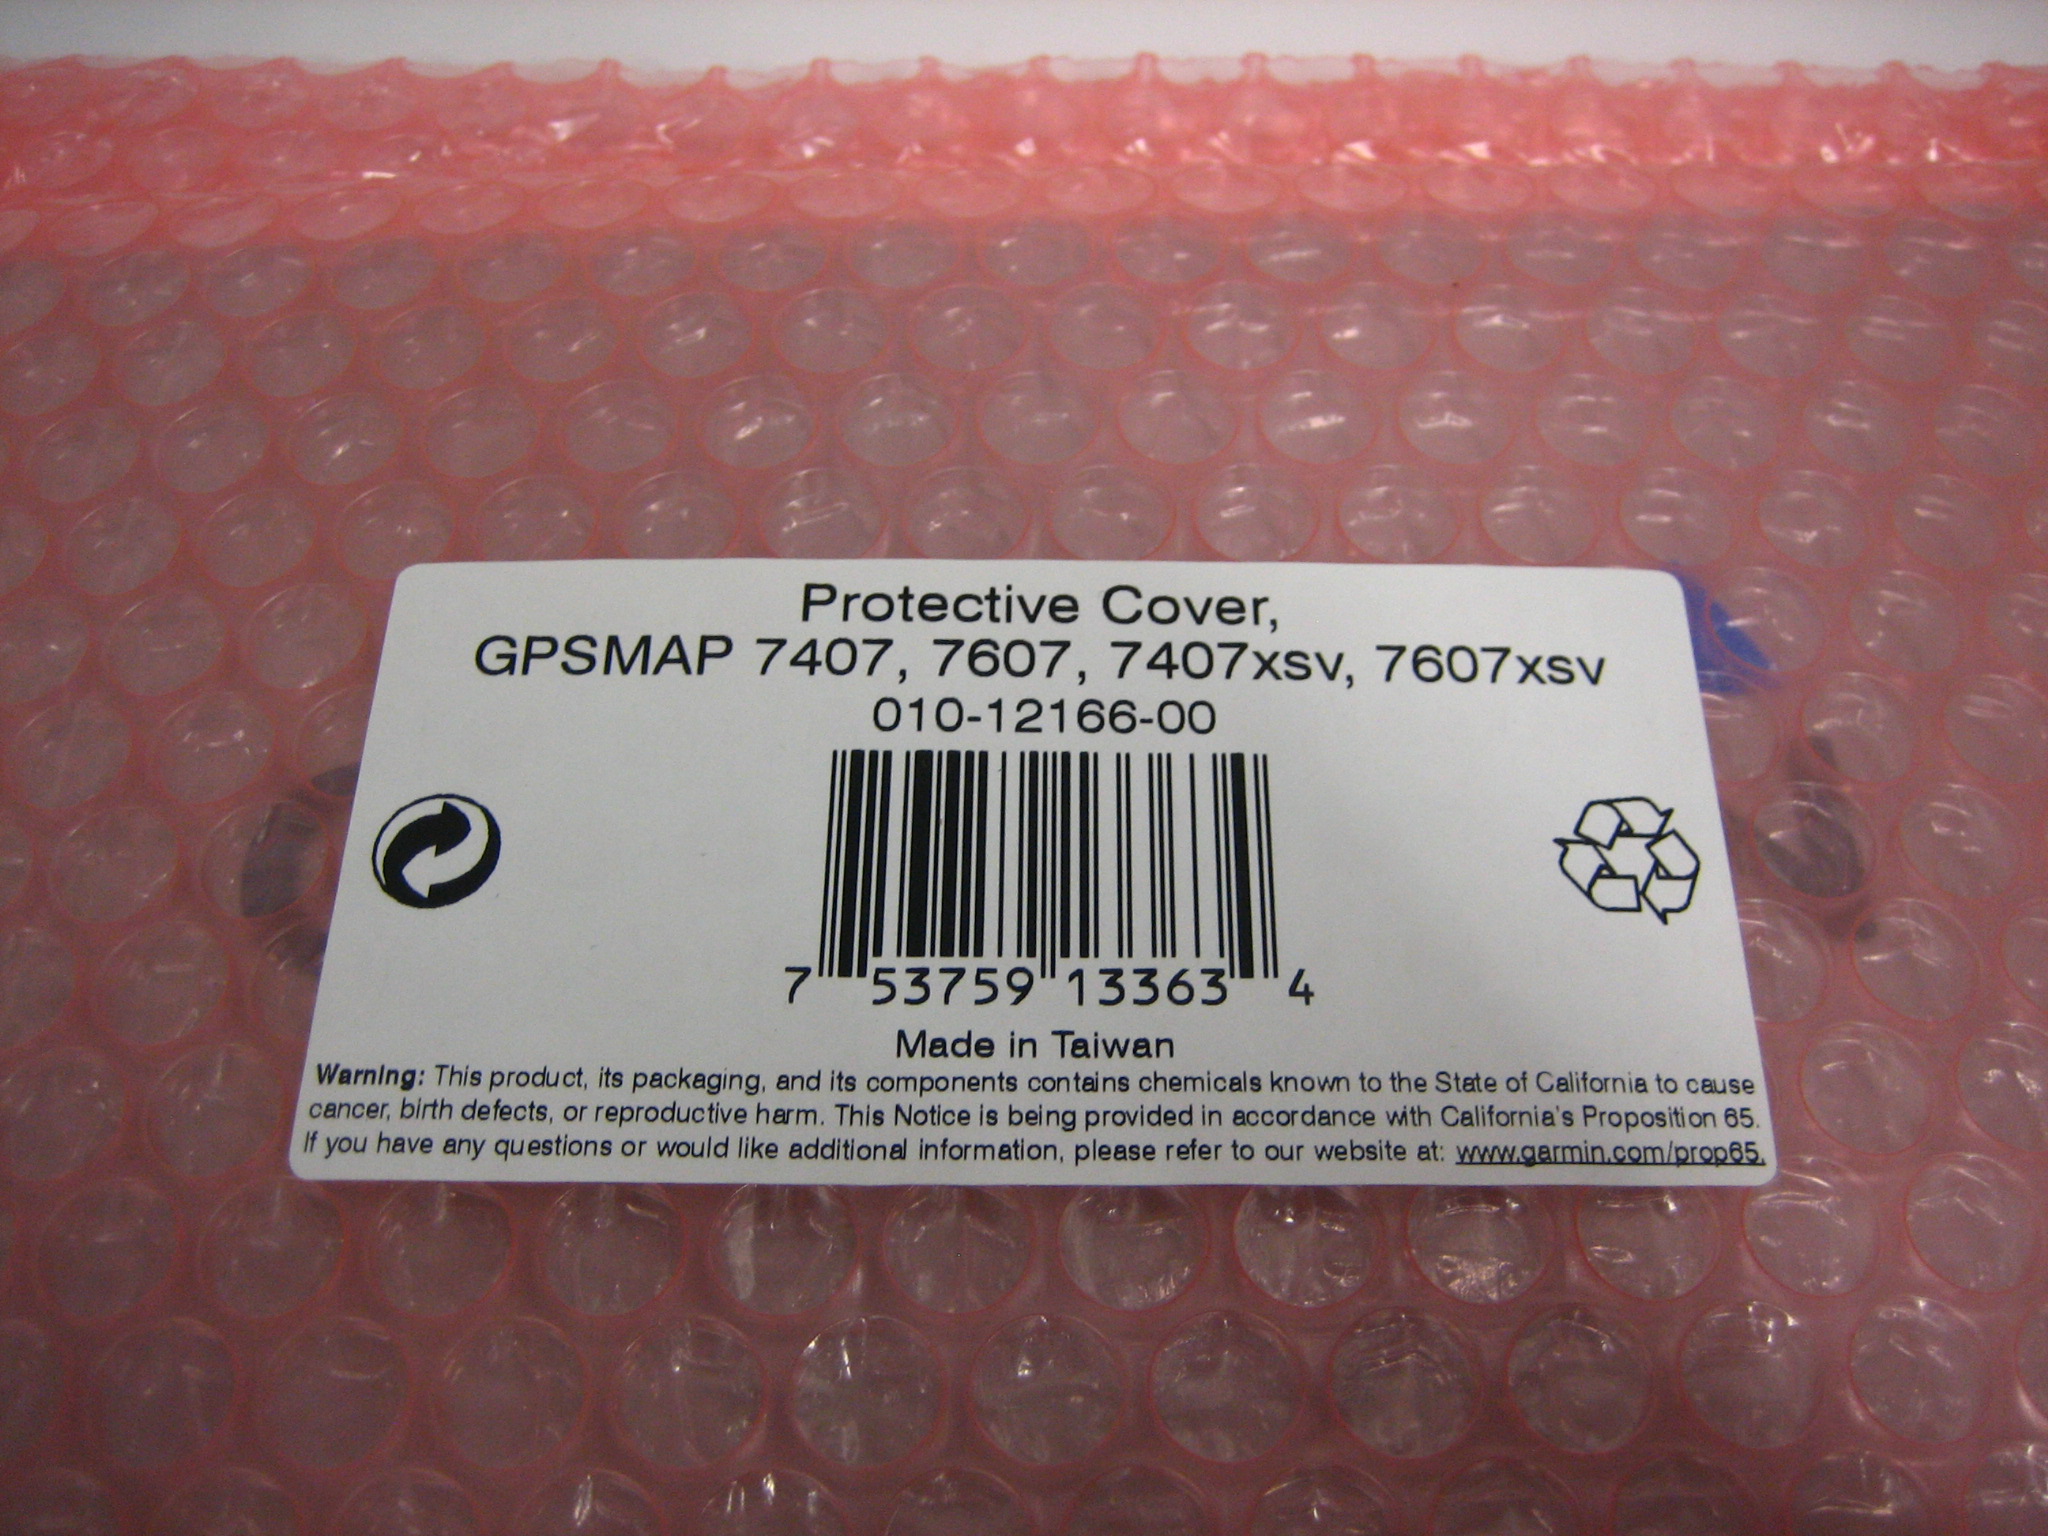 Protective Cover,
GPSMAP 7407, 7607, 7407xsv, 7607xsv
010-12166-00
7 53759 13363 4
Made in Taiwan
Warning: This product, its packaging, and its components contains chemicals known to the State of California to cause
cancer, birth defects, or reproductive harm. This Notice is being provided in accordance with California's Proposition 65.
If you have any questions or would like additional information, please refer to our website at: www.garmin.com/prop65.